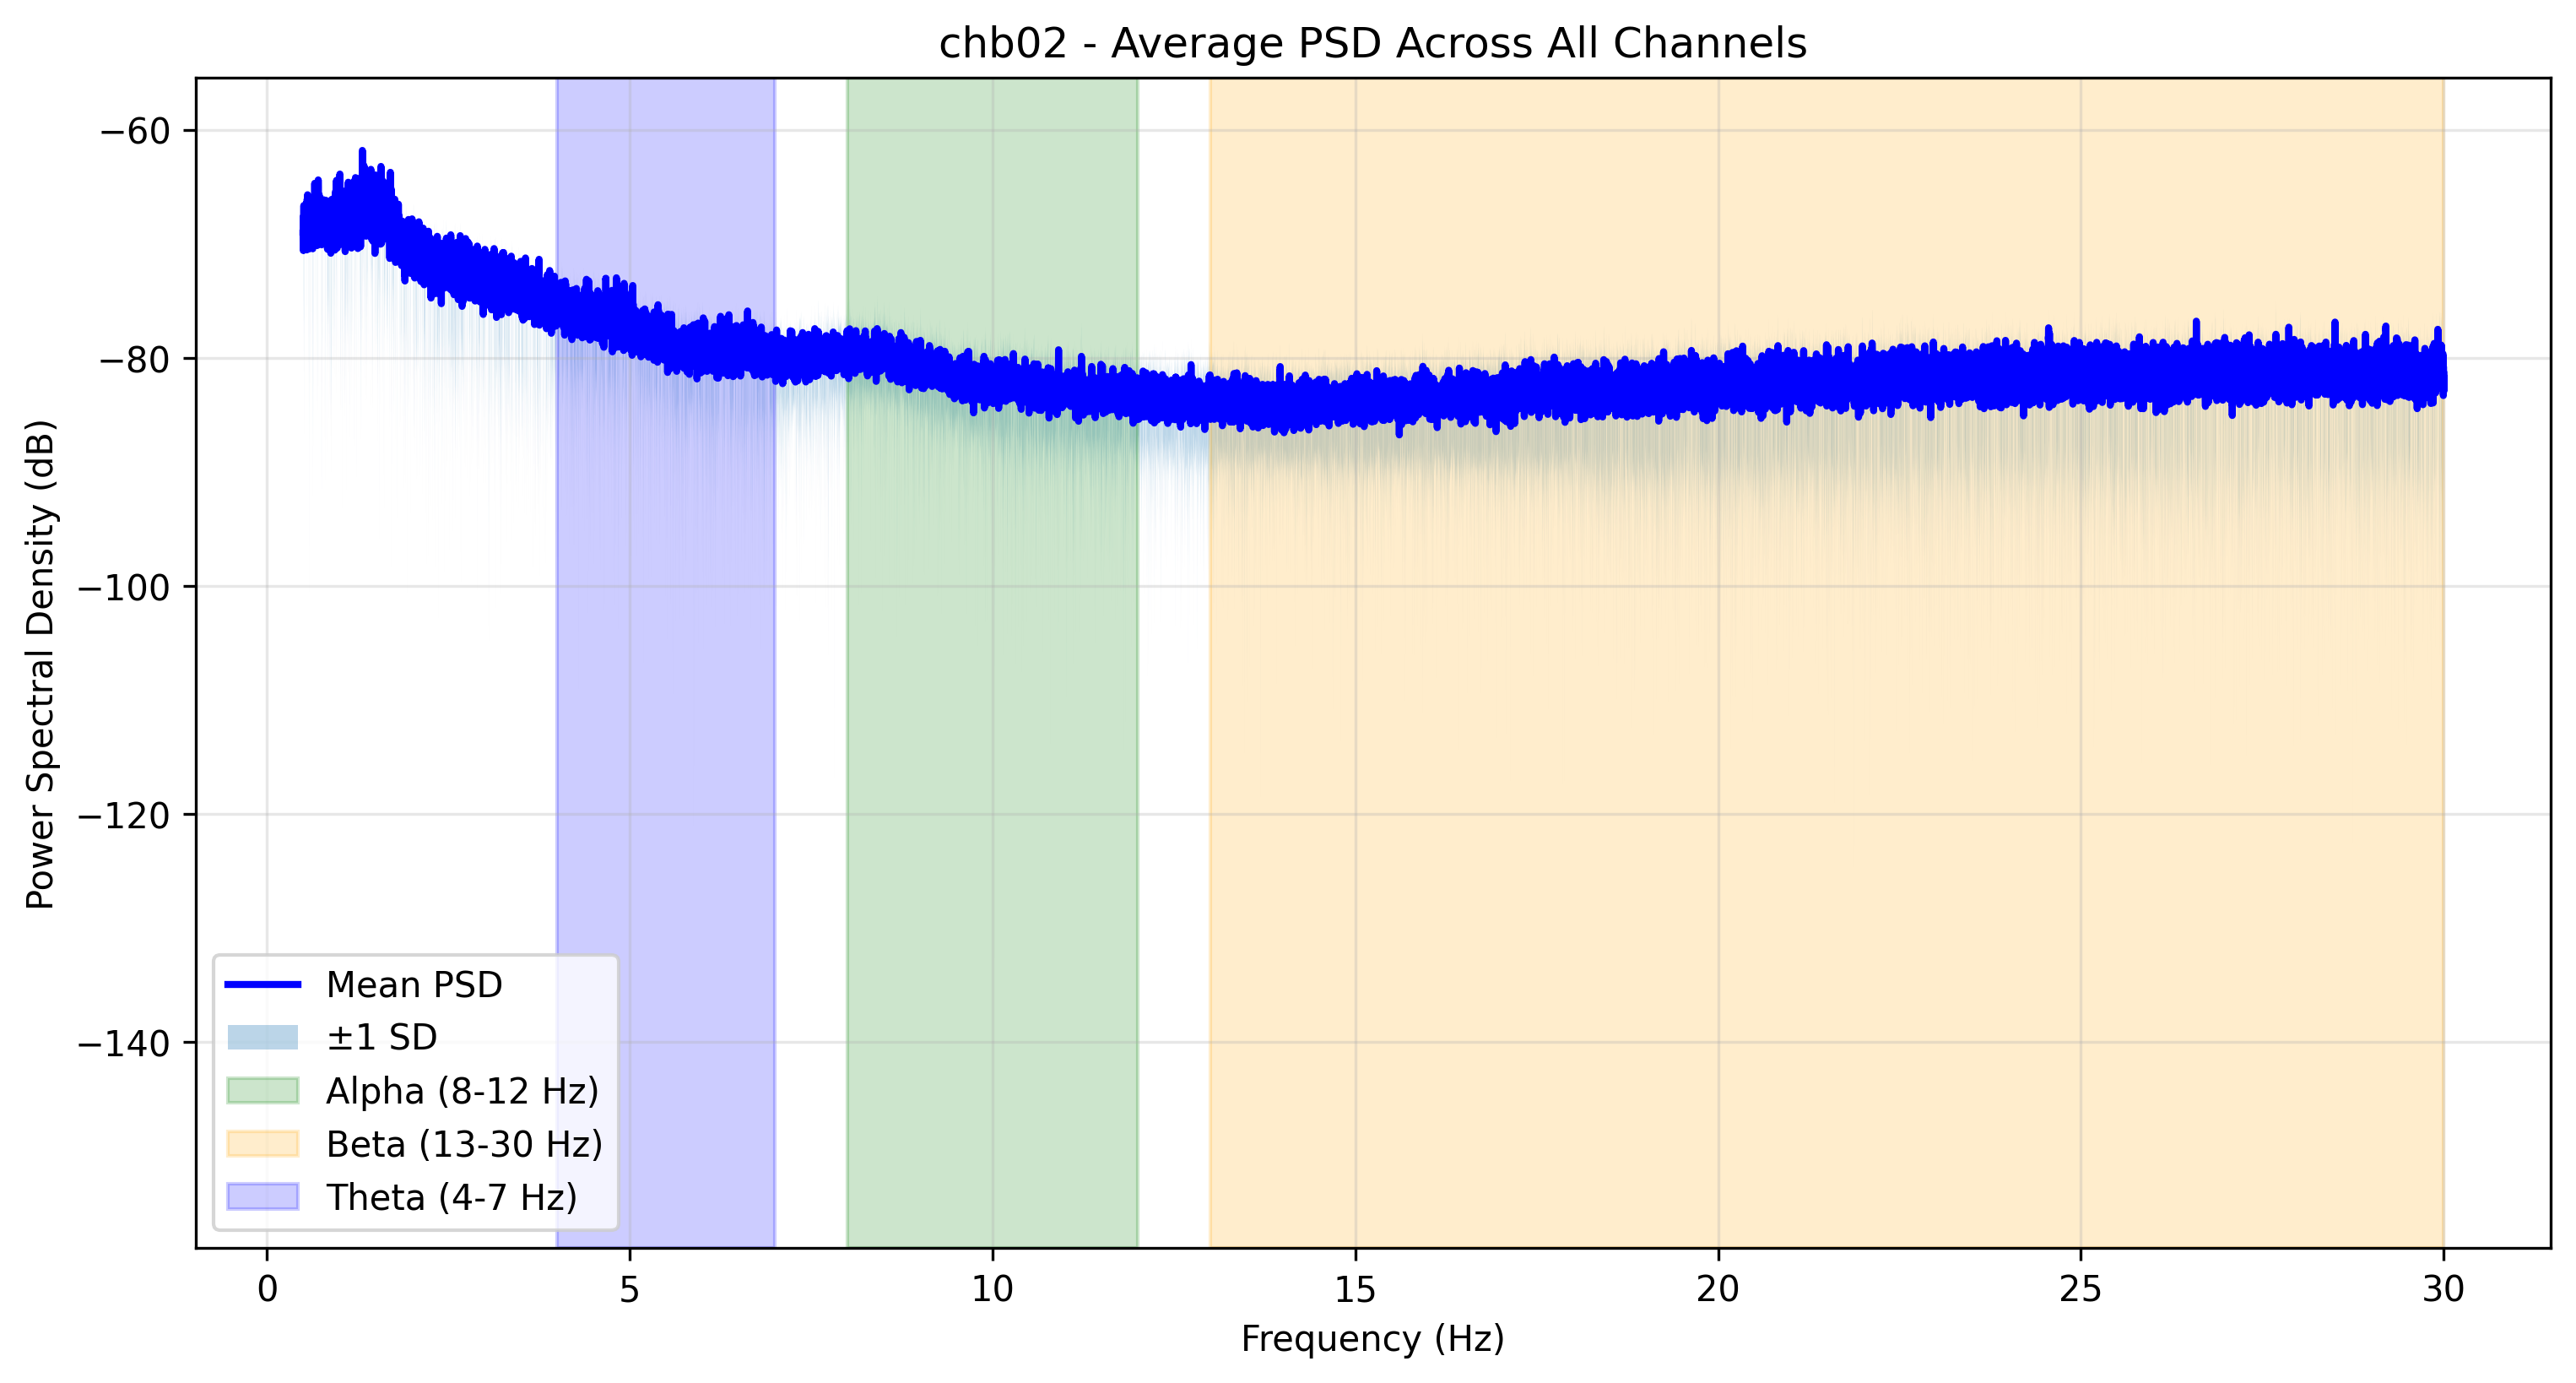 chb02 - Average PSD Across All Channels
Power Spectral Density (dB)
−60
−80
−100
−120
−140
Mean PSD
±1 SD
Alpha (8-12 Hz)
Beta (13-30 Hz)
Theta (4-7 Hz)
0 5 10 15 20 25 30
Frequency (Hz)